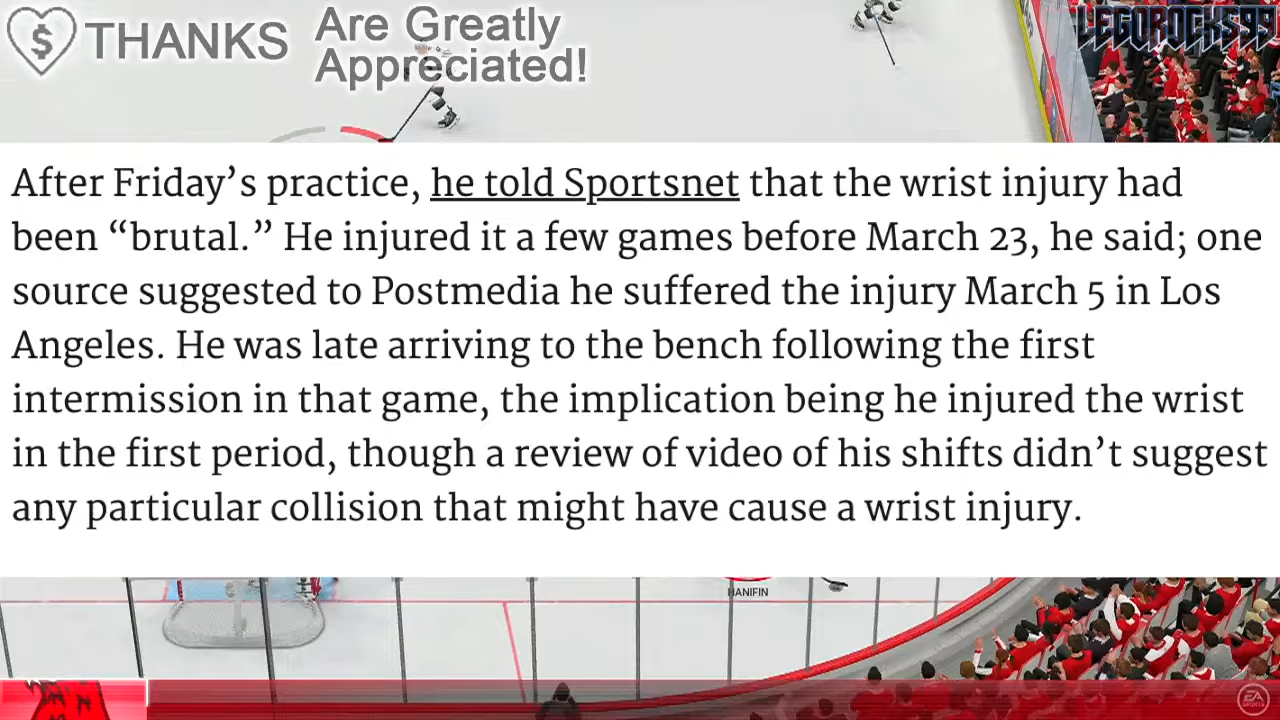 $ THANKS
Are Greatly
Appreciated!
LEGOROCKS99
After Friday’s practice, he told Sportsnet that the wrist injury had
been “brutal.” He injured it a few games before March 23, he said; one
source suggested to Postmedia he suffered the injury March 5 in Los
Angeles. He was late arriving to the bench following the first
intermission in that game, the implication being he injured the wrist
in the first period, though a review of video of his shifts didn’t suggest
any particular collision that might have cause a wrist injury.
HANIFIN
EA
SPORTS